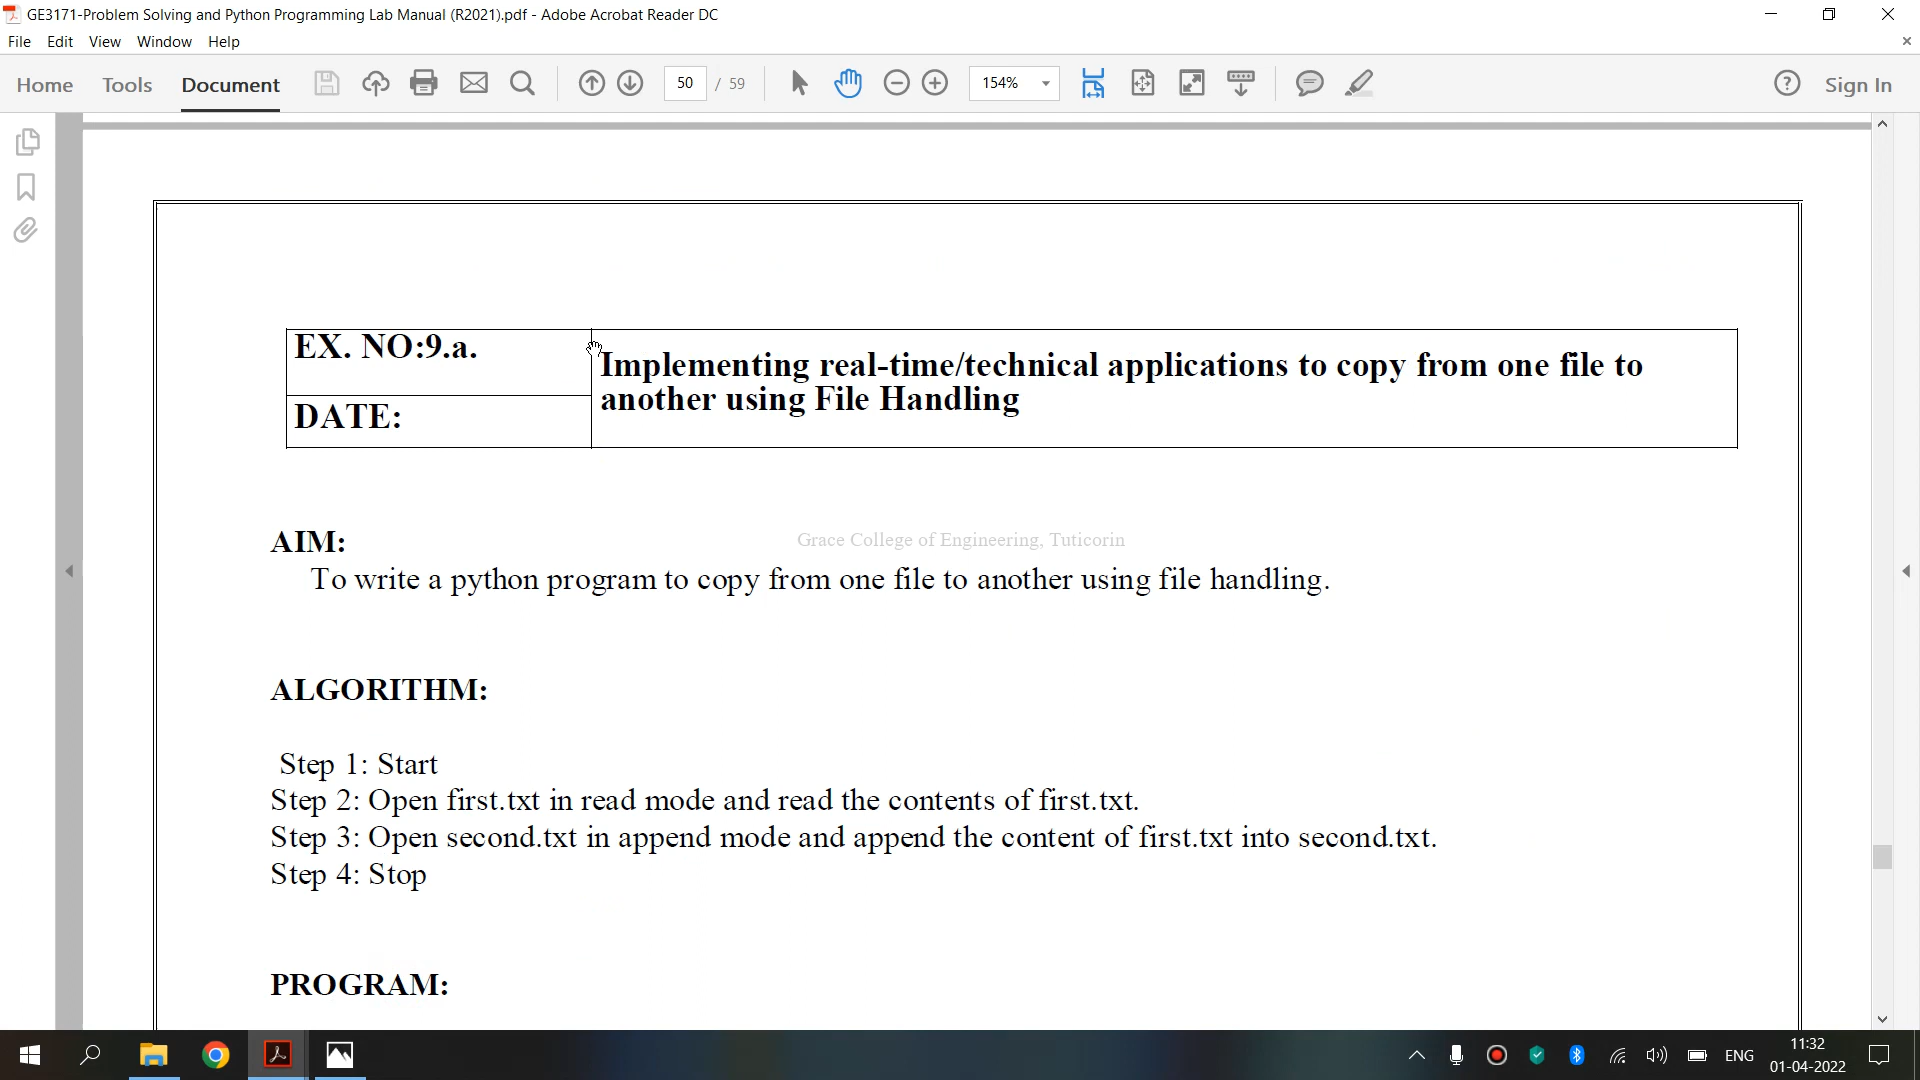 GE3171-Problem Solving and Python Programming Lab Manual (R2021).pdf - Adobe Acrobat Reader DC
File Edit View Window Help
Home Tools Document 50 / 59 154% Sign In
EX. NO:9.a.
Implementing real-time/technical applications to copy from one file to
another using File Handling
DATE:
Grace College of Engineering, Tuticorin
AIM:
To write a python program to copy from one file to another using file handling.
ALGORITHM:
Step 1: Start
Step 2: Open first.txt in read mode and read the contents of first.txt.
Step 3: Open second.txt in append mode and append the content of first.txt into second.txt.
Step 4: Stop
PROGRAM:
ENG
11:32
01-04-2022